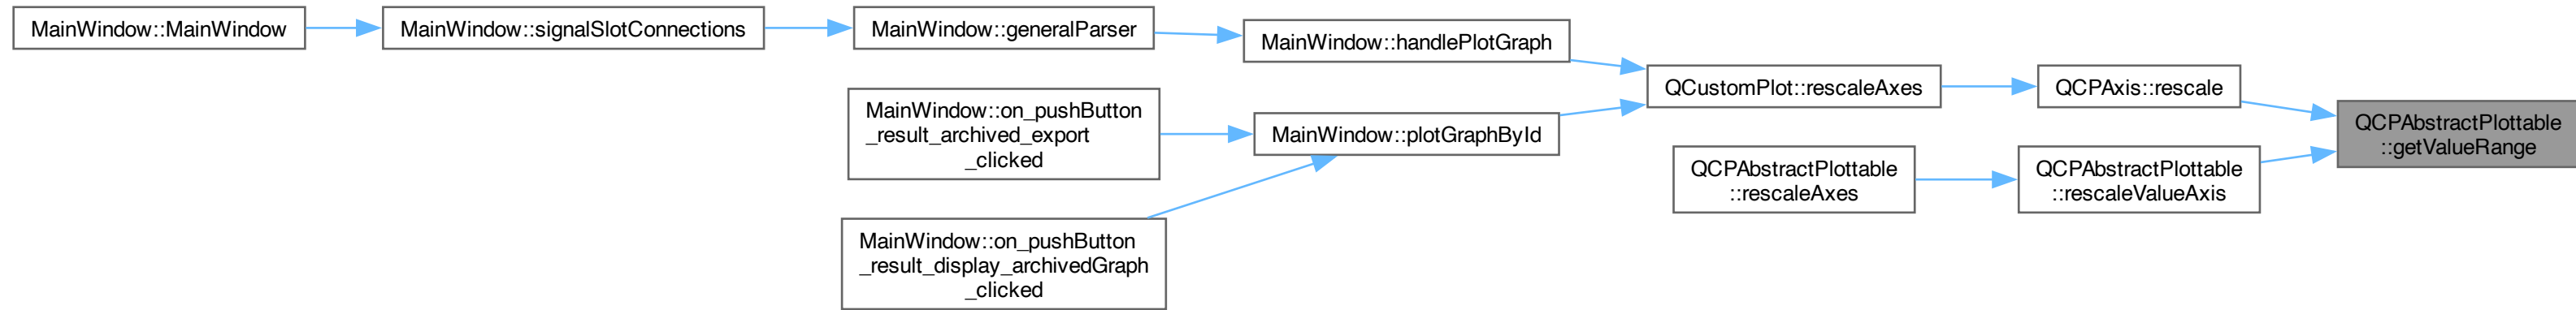 MainWindow::MainWindow
MainWindow::signalSlotConnections
MainWindow::generalParser
MainWindow::handlePlotGraph
QCustomPlot::rescaleAxes
QCPAxis::rescale
QCPAbstractPlottable
::getValueRange
MainWindow::on_pushButton
_result_archived_export
_clicked
MainWindow::plotGraphById
QCPAbstractPlottable
::rescaleAxes
QCPAbstractPlottable
::rescaleValueAxis
MainWindow::on_pushButton
_result_display_archivedGraph
_clicked